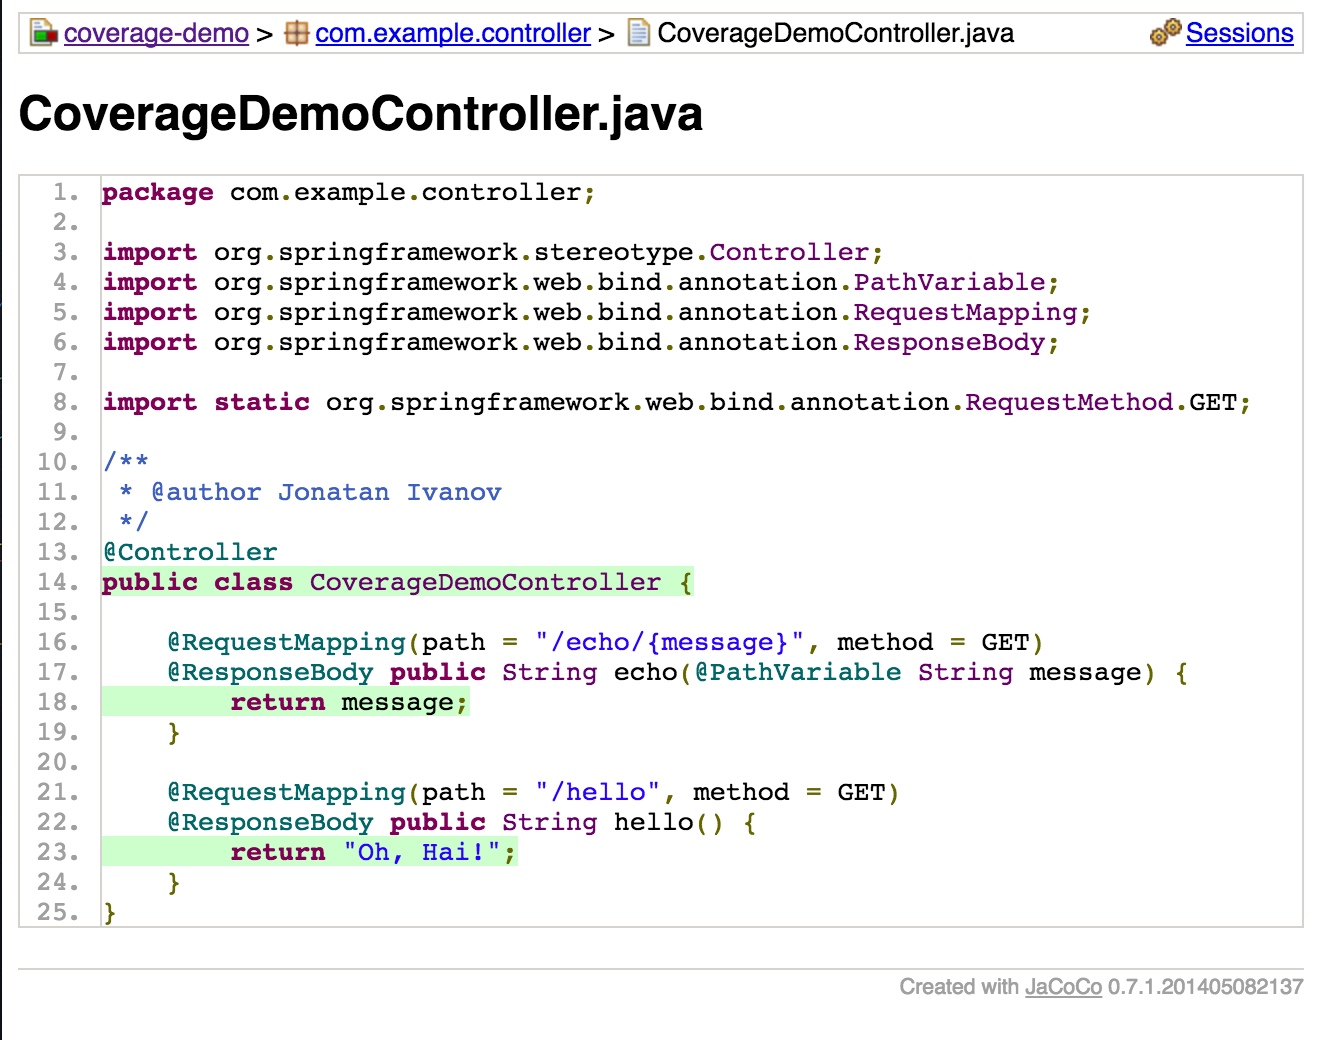 coverage-demo > com.example.controller > CoverageDemoController.java Sessions
CoverageDemoController.java
1. package com.example.controller;
2.
3. import org.springframework.stereotype.Controller;
4. import org.springframework.web.bind.annotation.PathVariable;
5. import org.springframework.web.bind.annotation.RequestMapping;
6. import org.springframework.web.bind.annotation.ResponseBody;
7.
8. import static org.springframework.web.bind.annotation.RequestMethod.GET;
9.
10. /**
11.  * @author Jonatan Ivanov
12.  */
13. @Controller
14. public class CoverageDemoController {
15.
16.     @RequestMapping(path = "/echo/{message}", method = GET)
17.     @ResponseBody public String echo(@PathVariable String message) {
18.         return message;
19.     }
20.
21.     @RequestMapping(path = "/hello", method = GET)
22.     @ResponseBody public String hello() {
23.         return "Oh, Hai!";
24.     }
25. }
Created with JaCoCo 0.7.1.201405082137